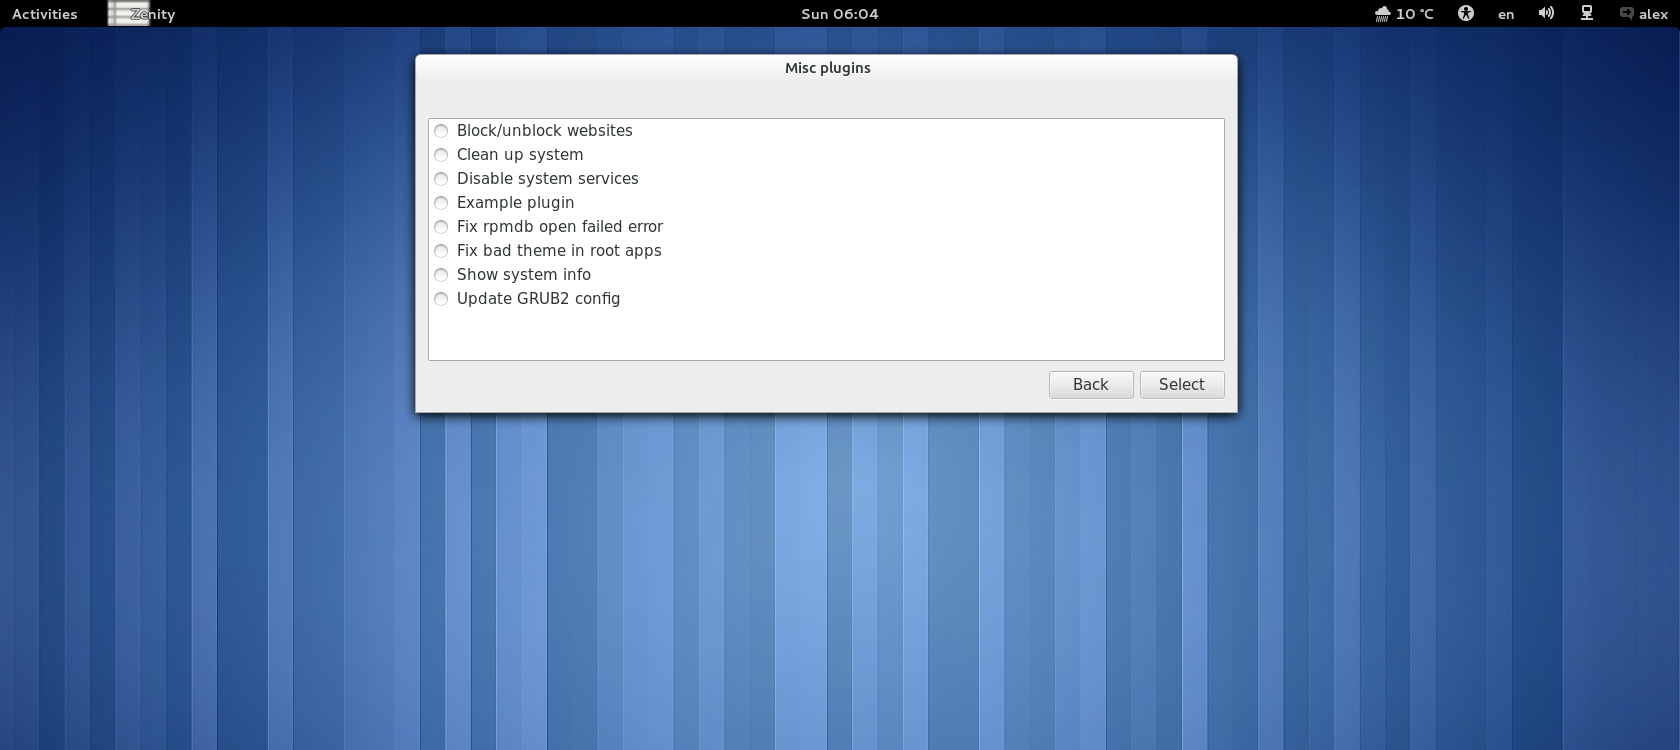 Activities Zenity Sun 06:04 10 °C en alex
Misc plugins
Block/unblock websites
Clean up system
Disable system services
Example plugin
Fix rpmdb open failed error
Fix bad theme in root apps
Show system info
Update GRUB2 config
Back Select